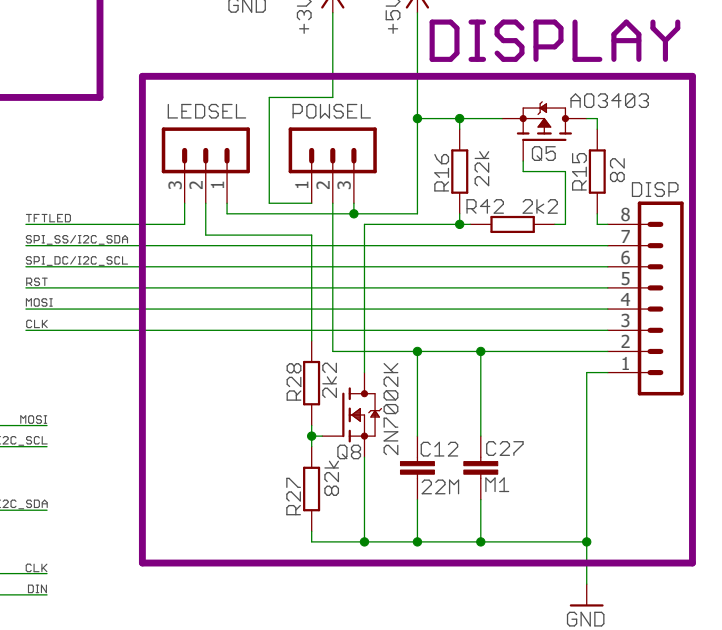 GND
+3V
+5V
DISPLAY
LEDSEL
POWSEL
AO3403
3
2
1
1
2
3
R16
22k
Q5
R15
82
DISP
R42
2k2
TFTLED
8
SPI_SS/I2C_SDA
7
SPI_DC/I2C_SCL
6
RST
5
MOSI
4
CLK
3
2
1
R28
2k2
2N7002K
Q8
R27
82k
C12
22M
C27
M1
MOSI
I2C_SCL
I2C_SDA
CLK
DIN
GND